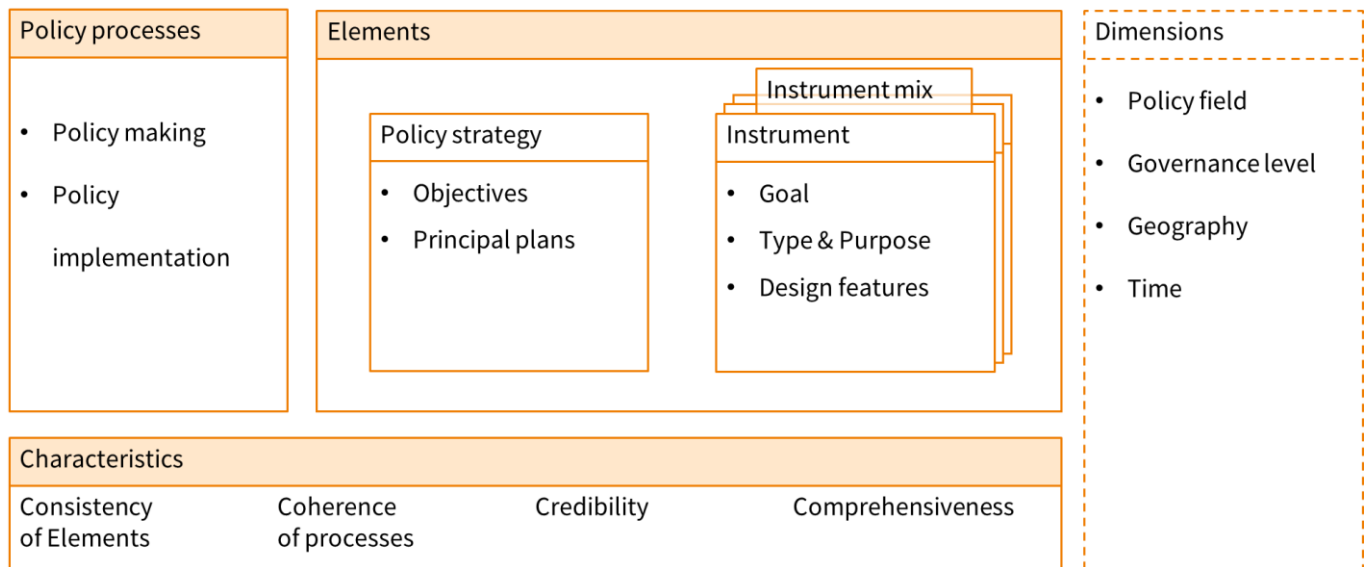 Policy processes
• Policy making
• Policy
implementation
Elements
Policy strategy
• Objectives
• Principal plans
Instrument mix
Instrument
• Goal
• Type & Purpose
• Design features
Dimensions
• Policy field
• Governance level
• Geography
• Time
Characteristics
Consistency
of Elements
Coherence
of processes
Credibility
Comprehensiveness